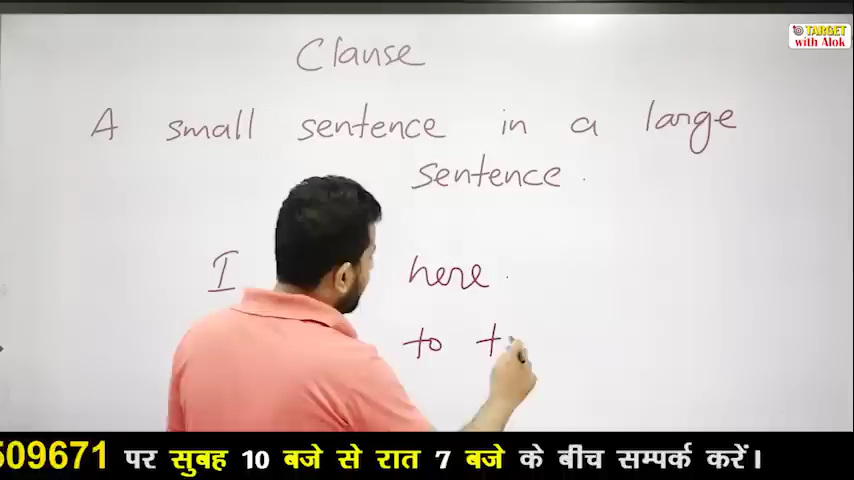 TARGET
with Alok
Clause
A small sentence in a large
sentence.
I here.
to t
509671 पर सुबह 10 बजे से रात 7 बजे के बीच सम्पर्क करें।